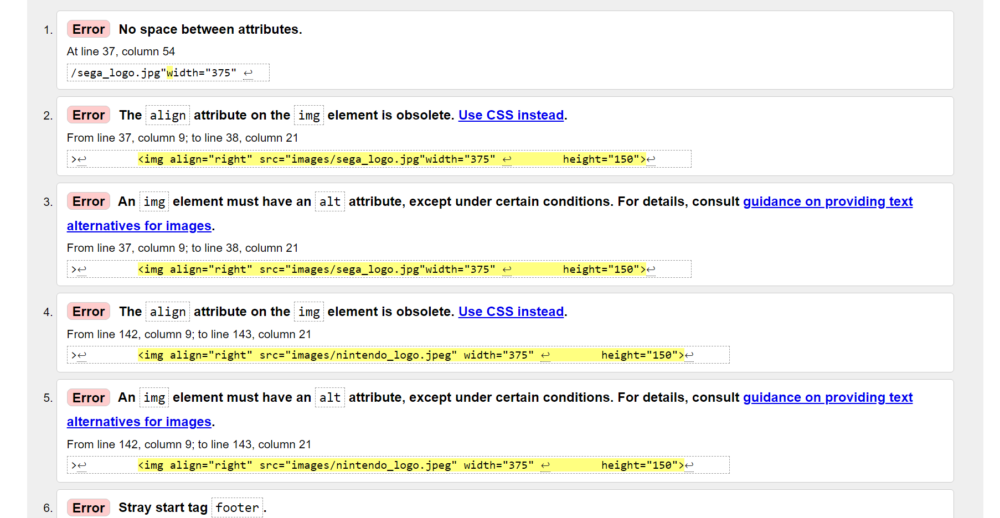 1. Error No space between attributes.
At line 37, column 54
/sega_logo.jpg"width="375" ↩
2. Error The align attribute on the img element is obsolete. Use CSS instead.
From line 37, column 9; to line 38, column 21
>↩ <img align="right" src="images/sega_logo.jpg"width="375" ↩ height="150">↩
3. Error An img element must have an alt attribute, except under certain conditions. For details, consult guidance on providing text
alternatives for images.
From line 37, column 9; to line 38, column 21
>↩ <img align="right" src="images/sega_logo.jpg"width="375" ↩ height="150">↩
4. Error The align attribute on the img element is obsolete. Use CSS instead.
From line 142, column 9; to line 143, column 21
>↩ <img align="right" src="images/nintendo_logo.jpeg" width="375" ↩ height="150">↩
5. Error An img element must have an alt attribute, except under certain conditions. For details, consult guidance on providing text
alternatives for images.
From line 142, column 9; to line 143, column 21
>↩ <img align="right" src="images/nintendo_logo.jpeg" width="375" ↩ height="150">↩
6. Error Stray start tag footer.